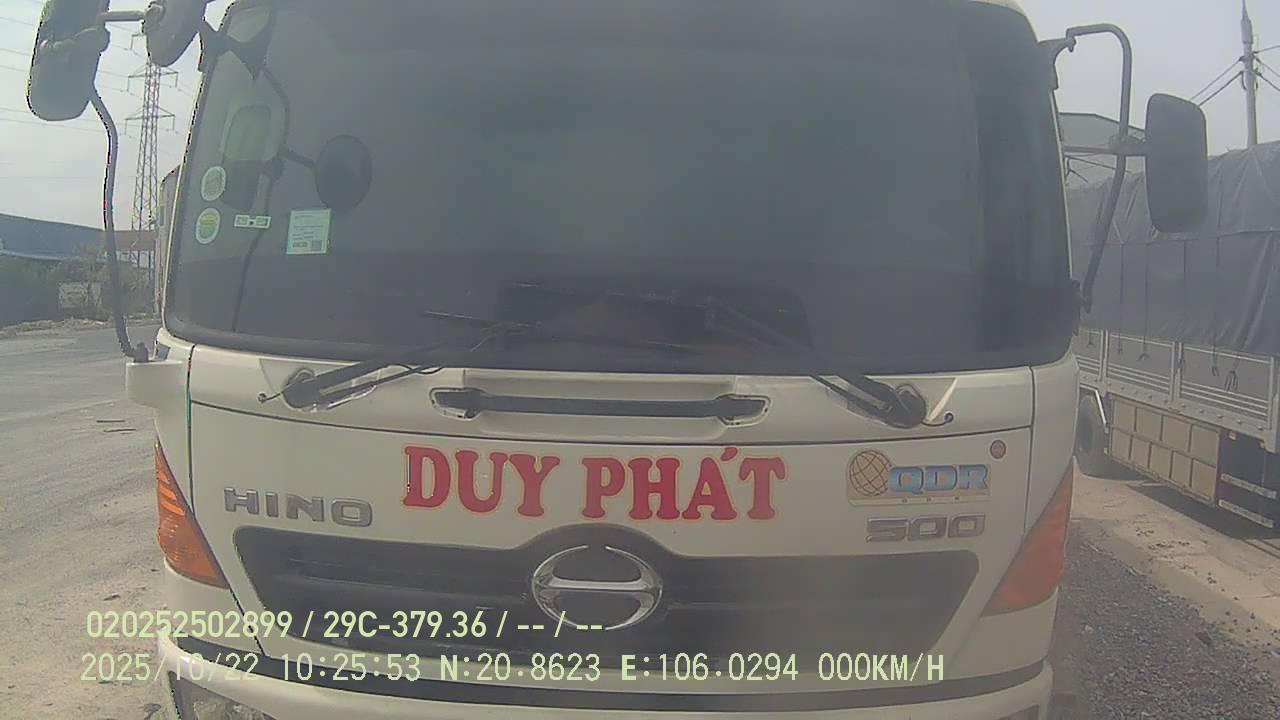 DUY PHÁT
HINO
QDR
500
020252502899 / 29C-379.36 / -- / --
2025/10/22 10:25:53 N:20.8623 E:106.0294 000KM/H